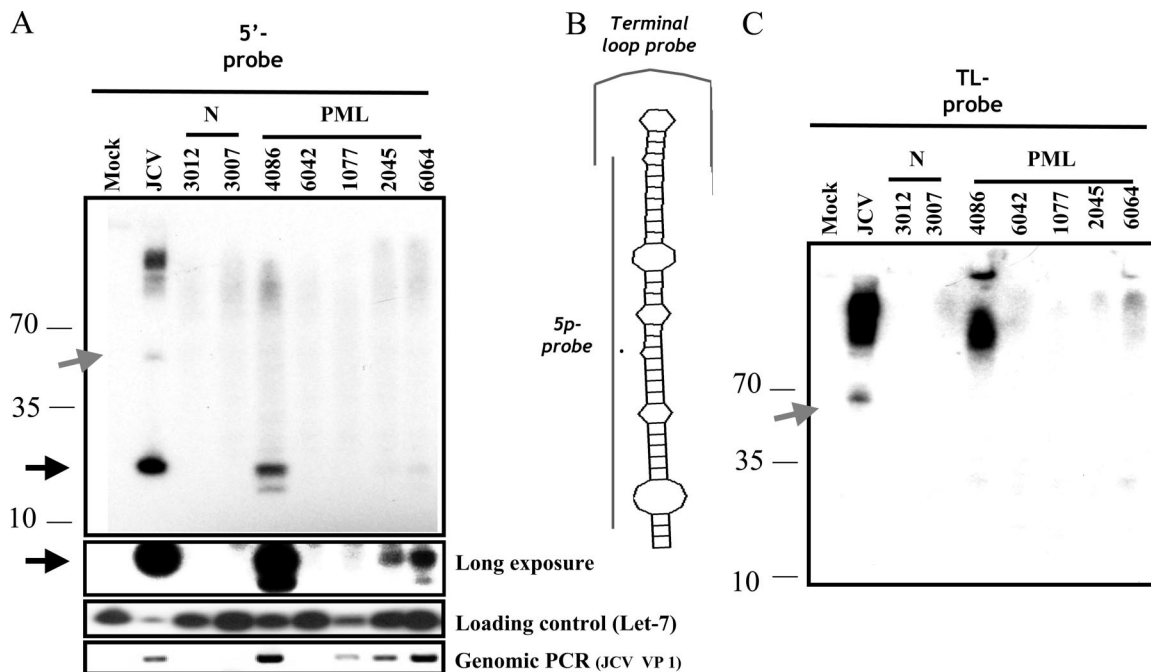 A
5’-
probe
N
PML
Mock
JCV
3012
3007
4086
6042
1077
2045
6064
70
35
10
Long exposure
Loading control (Let-7)
Genomic PCR (JCV VP 1)
B
Terminal
loop probe
5p-
probe
C
TL-
probe
N
PML
Mock
JCV
3012
3007
4086
6042
1077
2045
6064
70
35
10